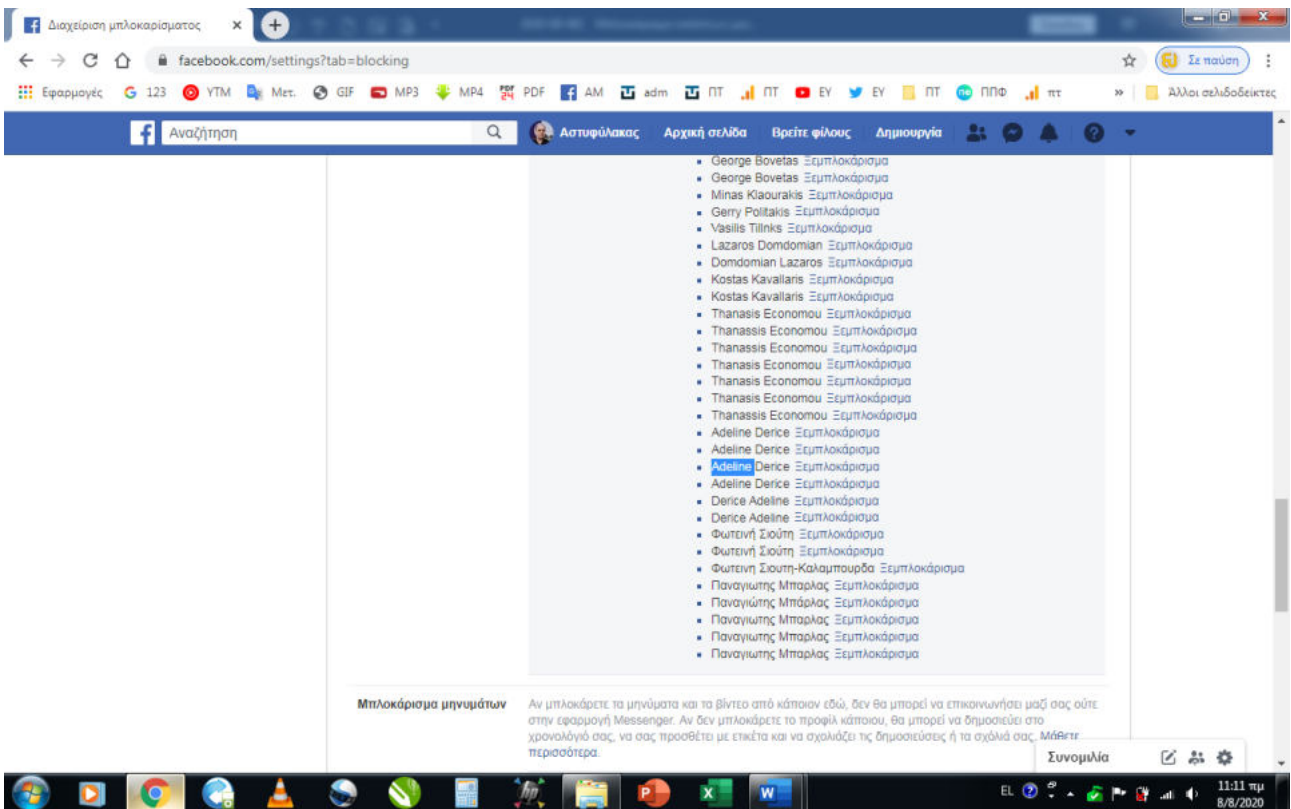 Διαχείριση μπλοκαρίσματος
facebook.com/settings?tab=blocking
Σε παύση
Εφαρμογές 123 YTM Μετ. GIF MP3 MP4 PDF AM adm ΠΤ ΠΤ ΕΥ ΕΥ ΠΤ ΠΠΦ πτ » Άλλοι σελιδοδείκτες
Αναζήτηση Αστυφύλακας Αρχική σελίδα Βρείτε φίλους Δημιουργία
George Bovetas Ξεμπλοκάρισμα
George Bovetas Ξεμπλοκάρισμα
Minas Klaourakis Ξεμπλοκάρισμα
Gerry Politakis Ξεμπλοκάρισμα
Vasilis Tillnks Ξεμπλοκάρισμα
Lazaros Domdomian Ξεμπλοκάρισμα
Domdomian Lazaros Ξεμπλοκάρισμα
Kostas Kavallaris Ξεμπλοκάρισμα
Kostas Kavallaris Ξεμπλοκάρισμα
Thanasis Economou Ξεμπλοκάρισμα
Thanassis Economou Ξεμπλοκάρισμα
Thanassis Economou Ξεμπλοκάρισμα
Thanasis Economou Ξεμπλοκάρισμα
Thanasis Economou Ξεμπλοκάρισμα
Thanasis Economou Ξεμπλοκάρισμα
Thanassis Economou Ξεμπλοκάρισμα
Adeline Derice Ξεμπλοκάρισμα
Adeline Derice Ξεμπλοκάρισμα
Adeline Derice Ξεμπλοκάρισμα
Adeline Derice Ξεμπλοκάρισμα
Derice Adeline Ξεμπλοκάρισμα
Derice Adeline Ξεμπλοκάρισμα
Φωτεινή Σιούτη Ξεμπλοκάρισμα
Φωτεινή Σιούτη Ξεμπλοκάρισμα
Φωτεινη Σιουτη-Καλαμπουρδα Ξεμπλοκάρισμα
Παναγιωτης Μπαρλας Ξεμπλοκάρισμα
Παναγιώτης Μπάρλας Ξεμπλοκάρισμα
Παναγιωτης Μπαρλας Ξεμπλοκάρισμα
Παναγιωτης Μπαρλας Ξεμπλοκάρισμα
Παναγιωτης Μπαρλας Ξεμπλοκάρισμα
Μπλοκάρισμα μηνυμάτων
Αν μπλοκάρετε τα μηνύματα και τα βίντεο από κάποιον εδώ, δεν θα μπορεί να επικοινωνήσει μαζί σας ούτε
στην εφαρμογή Messenger. Αν δεν μπλοκάρετε το προφίλ κάποιου, θα μπορεί να δημοσιεύει στο
χρονολόγιό σας, να σας προσθέτει με ετικέτα και να σχολιάζει τις δημοσιεύσεις ή τα σχόλιά σας. Μάθετε
περισσότερα.
Συνομιλία
EL 11:11 πμ
8/8/2020